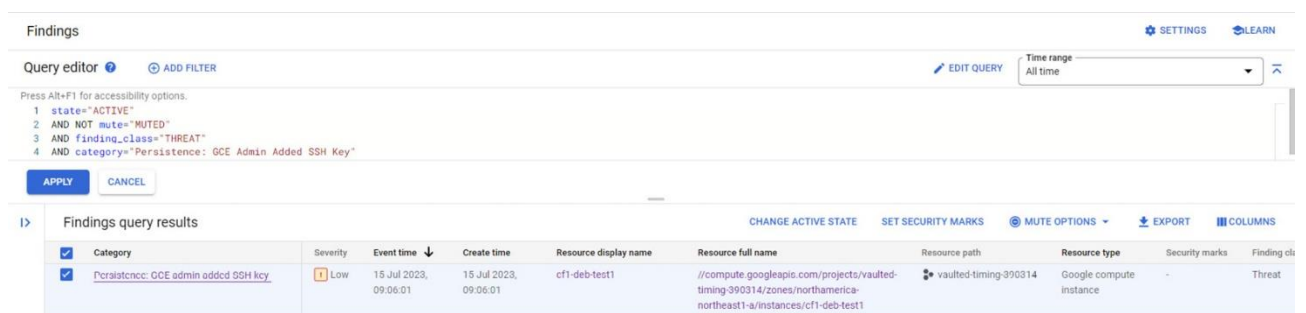 Findings
SETTINGS
LEARN
Query editor
ADD FILTER
EDIT QUERY
Time range
All time
Press Alt+F1 for accessibility options.
1 state="ACTIVE"
2 AND NOT mute="MUTED"
3 AND finding_class="THREAT"
4 AND category="Persistence: GCE Admin Added SSH Key"
APPLY
CANCEL
Findings query results
CHANGE ACTIVE STATE
SET SECURITY MARKS
MUTE OPTIONS
EXPORT
COLUMNS
Category Severity Event time Create time Resource display name Resource full name Resource path Resource type Security marks Finding cla
Persistence: GCE admin added SSH key Low 15 Jul 2023, 15 Jul 2023, cf1-deb-test1 //compute.googleapis.com/projects/vaulted- vaulted-timing-390314 Google compute - Threat
09:06:01 09:06:01 timing-390314/zones/northamerica- instance
northeast1-a/instances/cf1-deb-test1